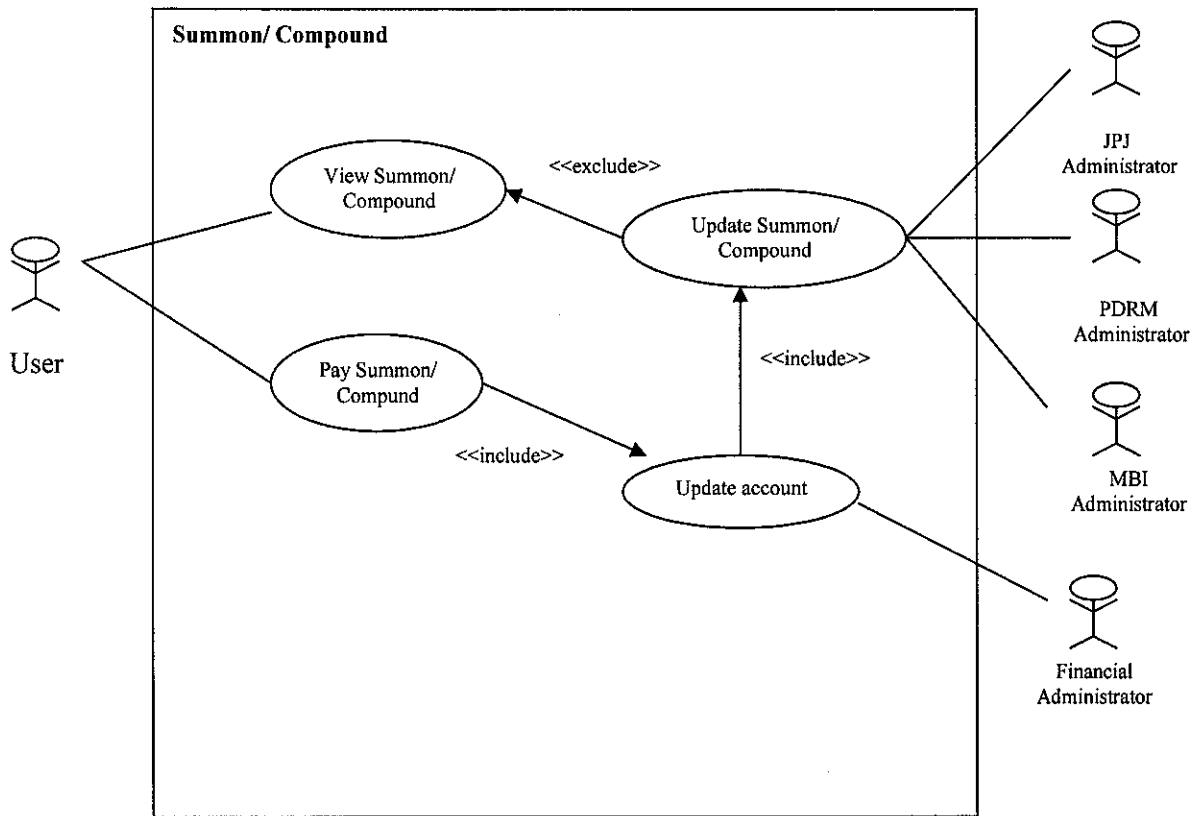 Summon/ Compound
JPJ
Administrator
View Summon/
Compound
<<exclude>>
Update Summon/
Compound
PDRM
Administrator
User
Pay Summon/
Compund
<<include>>
<<include>>
Update account
MBI
Administrator
Financial
Administrator